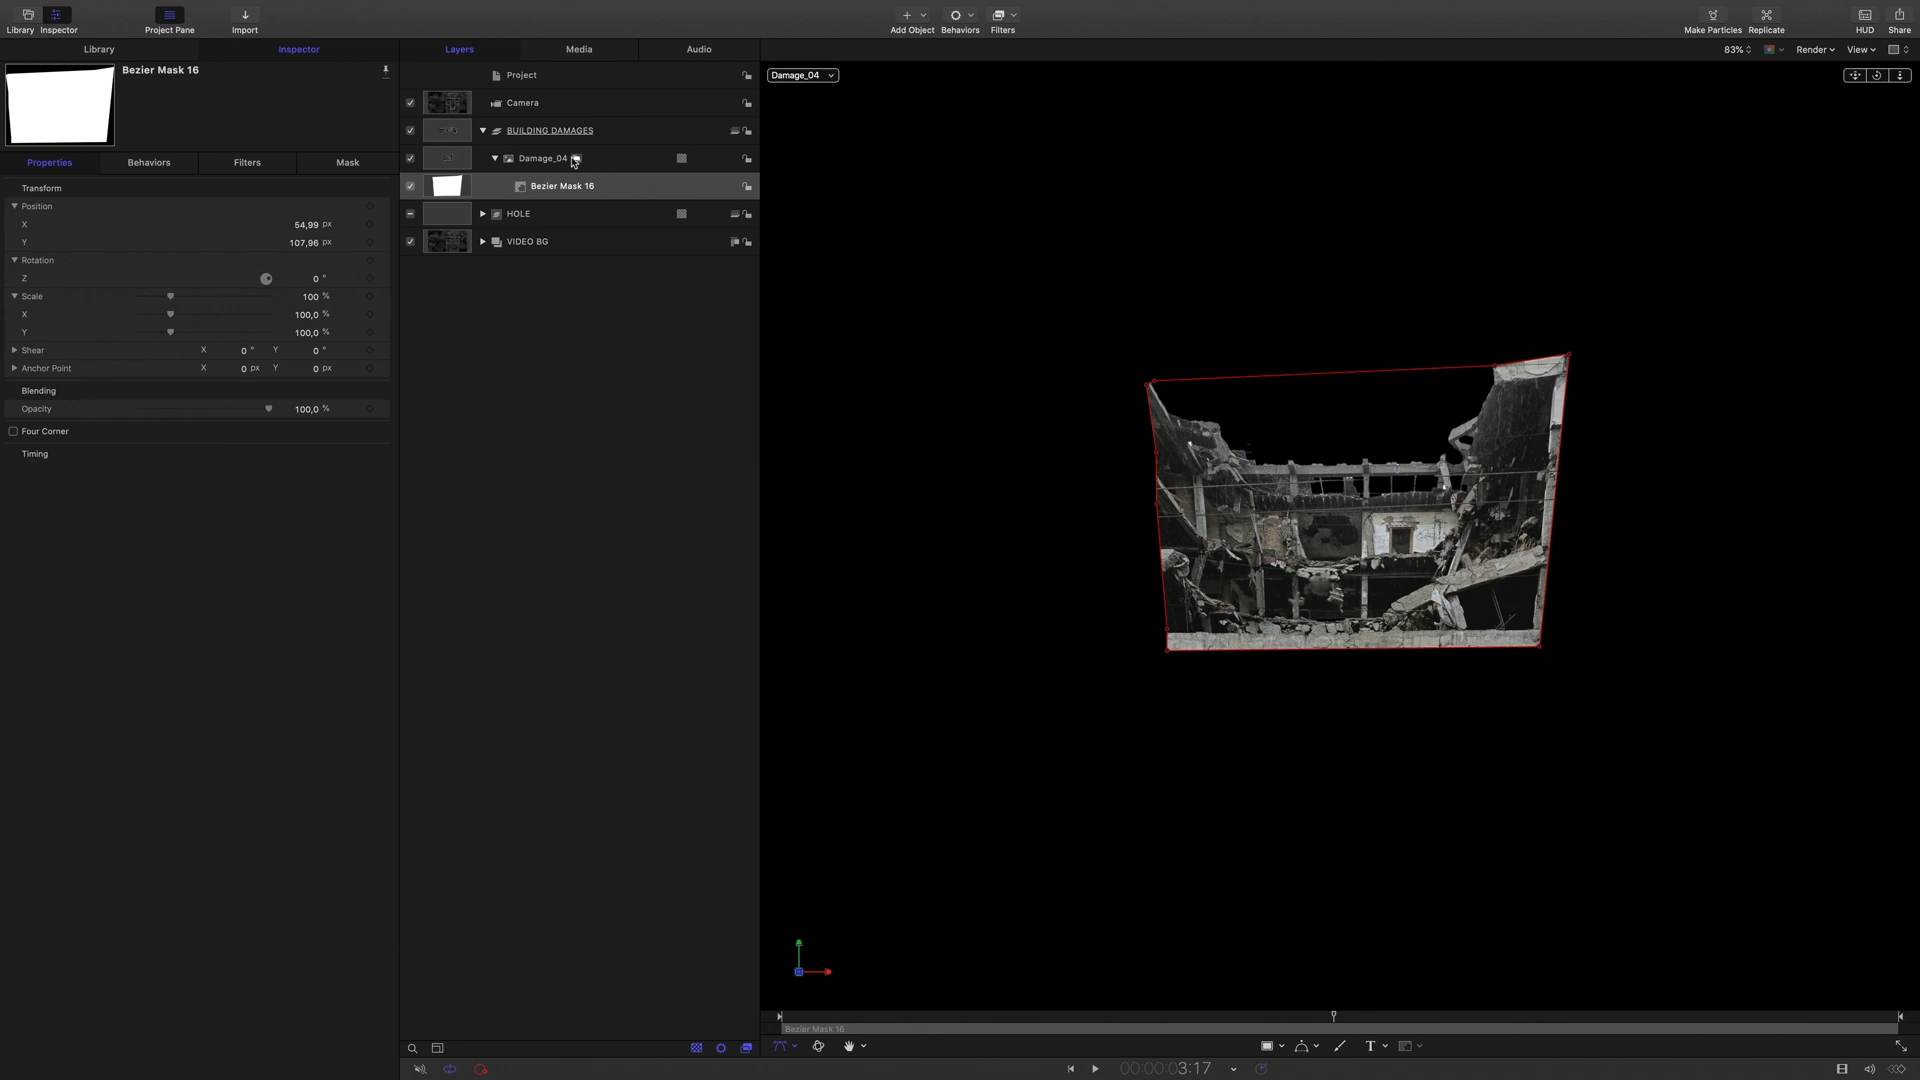 Library Inspector Project Pane Import Add Object Behaviors Filters Make Particles Replicate HUD Share
Library Inspector Layers Media Audio 83% Render View
Bezier Mask 16
Project
Damage_04
Camera
BUILDING DAMAGES
Properties Behaviors Filters Mask
Damage_04
Transform
Bezier Mask 16
Position
HOLE
X 54,99 px
Y 107,96 px
VIDEO BG
Rotation
Z 0 °
Scale 100 %
X 100,0 %
Y 100,0 %
Shear X 0 ° Y 0 °
Anchor Point X 0 px Y 0 px
Blending
Opacity 100,0 %
Four Corner
Timing
Bezier Mask 16
T
00:00:03:17